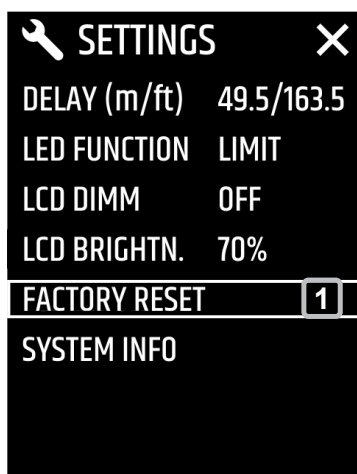 SETTINGS
DELAY (m/ft) 49.5/163.5
LED FUNCTION LIMIT
LCD DIMM OFF
LCD BRIGHTN. 70%
FACTORY RESET 1
SYSTEM INFO